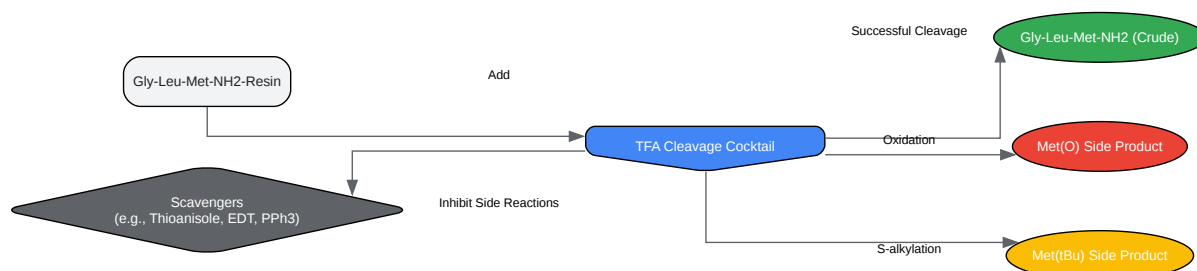 Successful Cleavage
Gly-Leu-Met-NH2 (Crude)
Gly-Leu-Met-NH2-Resin
Add
TFA Cleavage Cocktail
Oxidation
Met(O) Side Product
Scavengers
(e.g., Thioanisole, EDT, PPh3)
Inhibit Side Reactions
S-alkylation
Met(tBu) Side Product